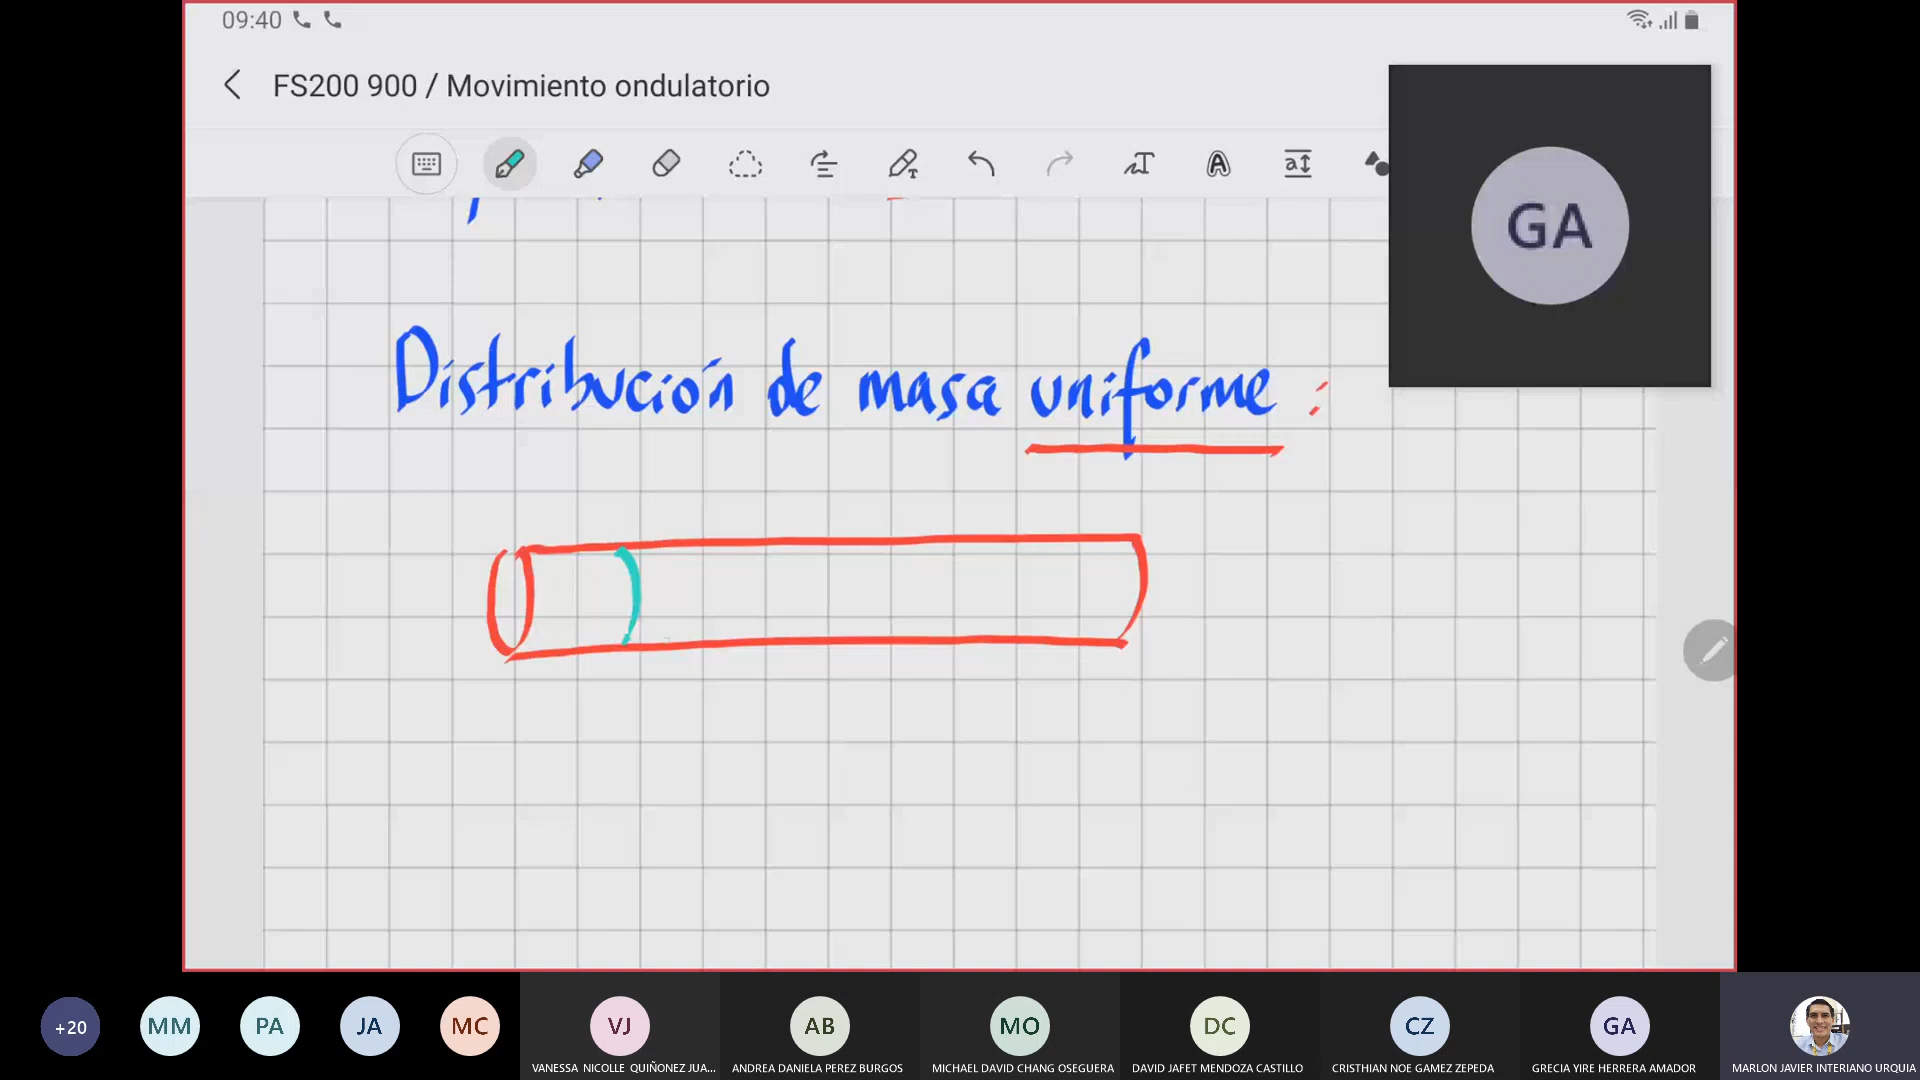 09:40
FS200 900 / Movimiento ondulatorio
GA
Distribución de masa uniforme :
+20
MM
PA
JA
MC
VJ
AB
MO
DC
CZ
GA
VANESSA NICOLLE QUIÑONEZ JUA...
ANDREA DANIELA PEREZ BURGOS
MICHAEL DAVID CHANG OSEGUERA
DAVID JAFET MENDOZA CASTILLO
CRISTHIAN NOE GAMEZ ZEPEDA
GRECIA YIRE HERRERA AMADOR
MARLON JAVIER INTERIANO URQUIA